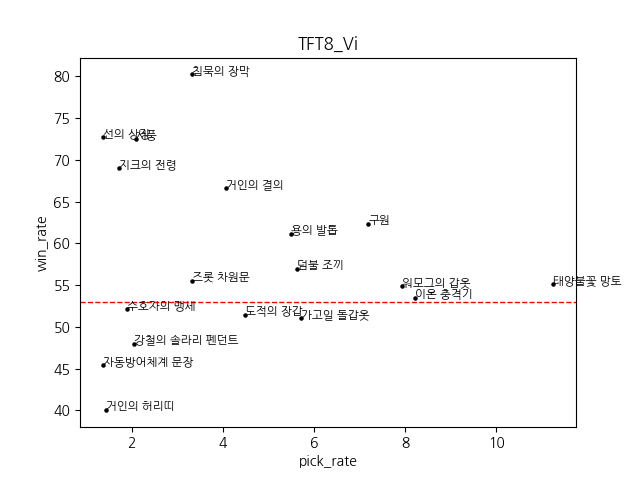 TFT8_Vi
침묵의 장막
선의 상징
지크의 전령
거인의 결의
구원
용의 발톱
덤불 조끼
즈롯 차원문
워모그의 갑옷
태양불꽃 망토
이온 충격기
수호자의 맹세
도적의 장갑
가고일 돌갑옷
강철의 솔라리 펜던트
자동방어체계 문장
거인의 허리띠
80
75
70
65
60
55
50
45
40
win_rate
2
4
6
8
10
pick_rate